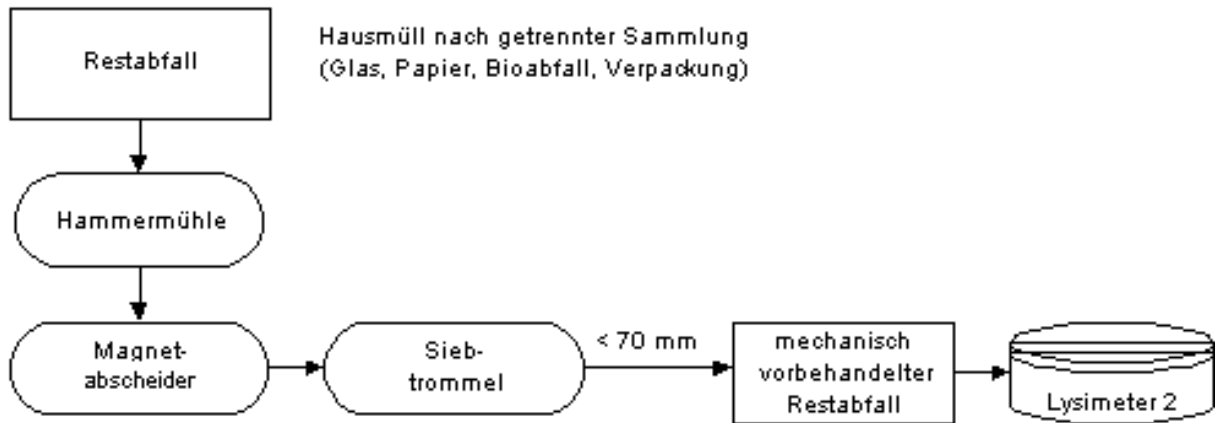 Restabfall
Hausmüll nach getrennter Sammlung
(Glas, Papier, Bioabfall, Verpackung)
Hammermühle
Magnet-
abscheider
Sieb-
trommel
< 70 mm
mechanisch
vorbehandelter
Restabfall
Lysimeter 2